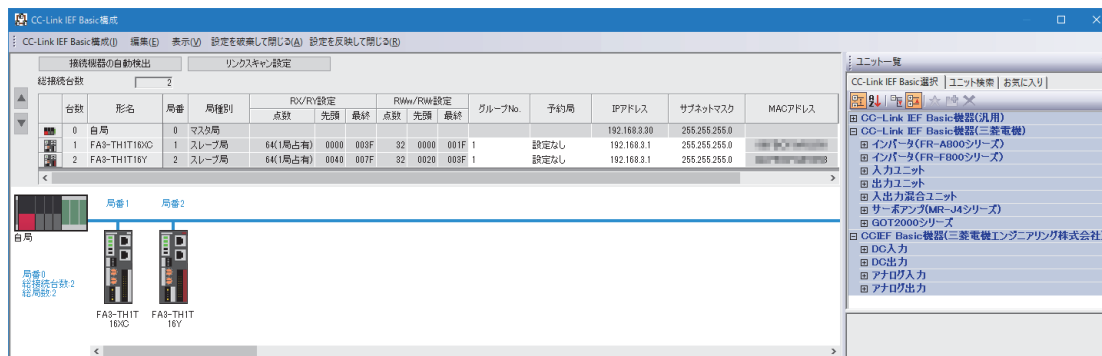 CC-Link IEF Basic構成
CC-Link IEF Basic構成(I) 編集(E) 表示(V) 設定を破棄して閉じる(A) 設定を反映して閉じる(R)
接続機器の自動検出 リンクスキャン設定
総接続台数 2
台数 形名 局番 局種別 RX/RY設定 RWw/RWr設定 グループNo. 予約局 IPアドレス サブネットマスク MACアドレス
点数 先頭 最終 点数 先頭 最終
0 自局 0 マスタ局 192.168.3.30 255.255.255.0
1 FA3-TH1T16XC 1 スレーブ局 64(1局占有) 0000 003F 32 0000 001F 1 設定なし 192.168.3.1 255.255.255.0
2 FA3-TH1T16Y 2 スレーブ局 64(1局占有) 0040 007F 32 0020 003F 1 設定なし 192.168.3.1 255.255.255.0
局番1 局番2
自局
局番0
総接続台数:2
総局数:2
FA3-TH1T
16XC
FA3-TH1T
16Y
ユニット一覧
CC-Link IEF Basic選択 ユニット検索 お気に入り
CC-Link IEF Basic機器(汎用)
CC-Link IEF Basic機器(三菱電機)
インバータ(FR-A800シリーズ)
インバータ(FR-F800シリーズ)
入力ユニット
出力ユニット
入出力混合ユニット
サーボアンプ(MR-J4シリーズ)
GOT2000シリーズ
CCIEF Basic機器(三菱電機エンジニアリング株式会社
DC入力
DC出力
アナログ入力
アナログ出力